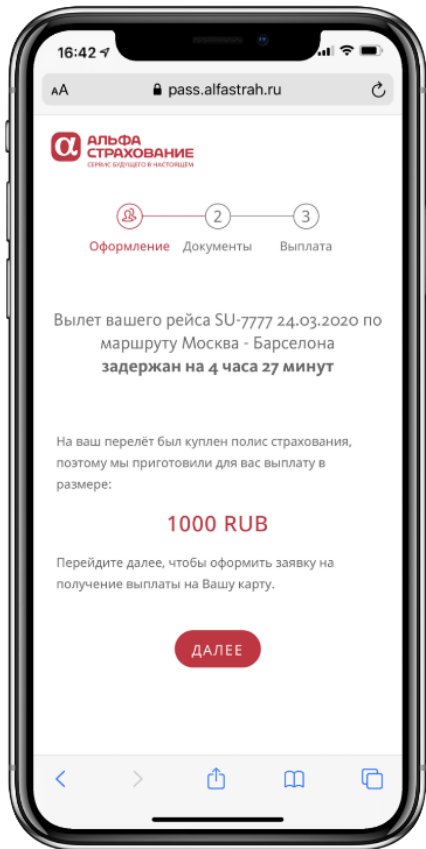 16:42
AA pass.alfastrah.ru
α АЛЬФА
СТРАХОВАНИЕ
СЕРВИС БУДУЩЕГО В НАСТОЯЩЕМ
2 3
Оформление Документы Выплата
Вылет вашего рейса SU-7777 24.03.2020 по
маршруту Москва - Барселона
задержан на 4 часа 27 минут
На ваш перелёт был куплен полис страхования,
поэтому мы приготовили для вас выплату в
размере:
1000 RUB
Перейдите далее, чтобы оформить заявку на
получение выплаты на Вашу карту.
ДАЛЕЕ